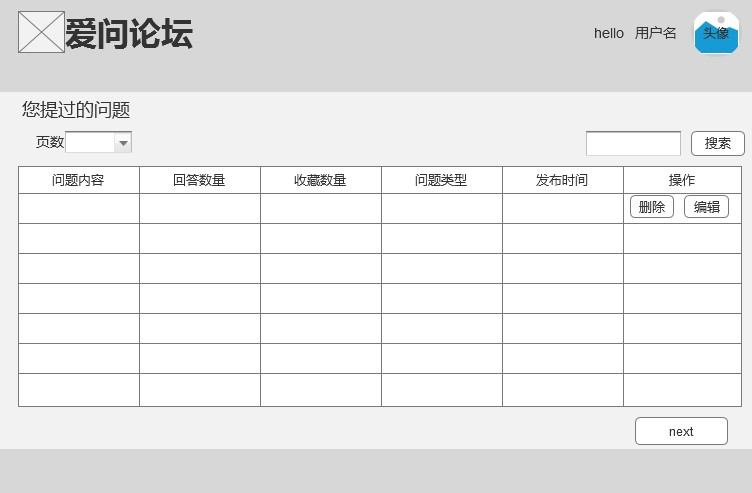 爱问论坛
hello 用户名 头像
您提过的问题
页数 搜索
问题内容 回答数量 收藏数量 问题类型 发布时间 操作
删除 编辑
next